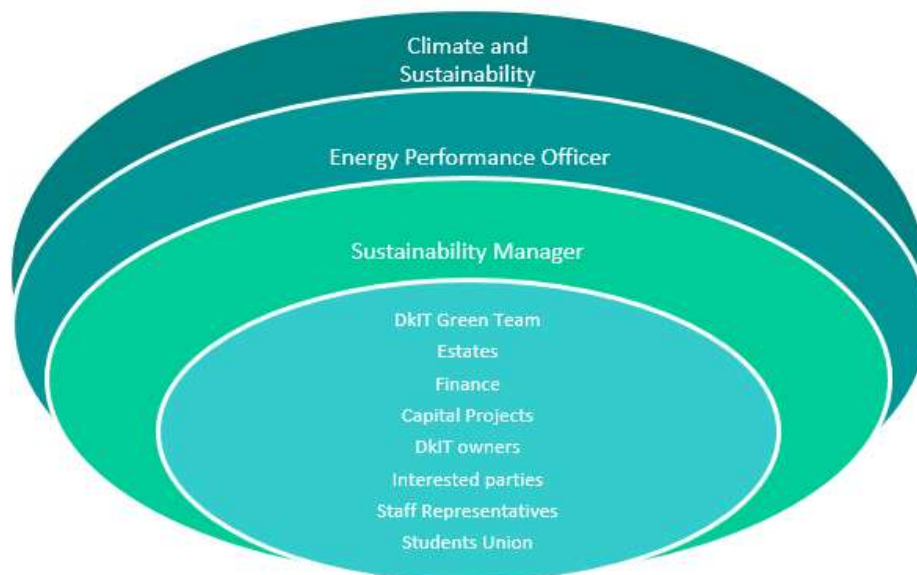 Climate and
Sustainability
Energy Performance Officer
Sustainability Manager
DkIT Green Team
Estates
Finance
Capital Projects
DkIT owners
Interested parties
Staff Representatives
Students Union